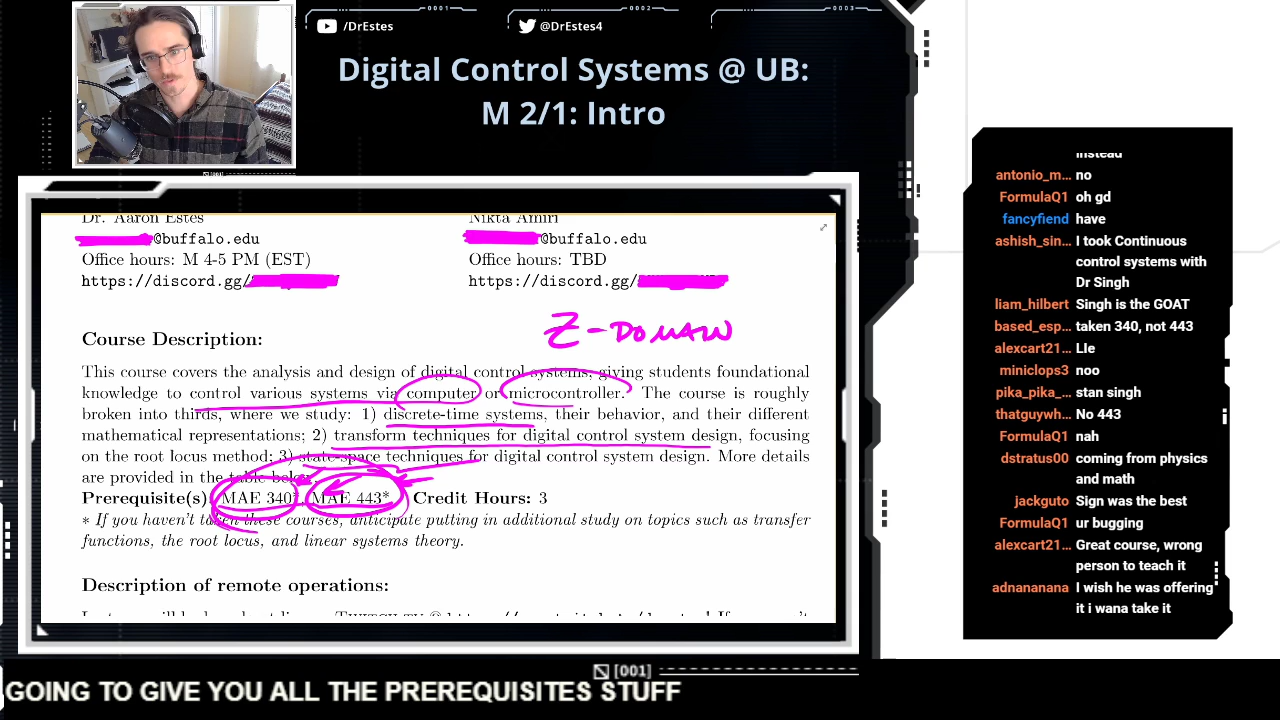 0001
0002
0003
/DrEstes
@DrEstes4
Digital Control Systems @ UB:
M 2/1: Intro
[001]
Dr. Aaron Estes
Nikta Amiri
@buffalo.edu
@buffalo.edu
Office hours: M 4-5 PM (EST)
Office hours: TBD
https://discord.gg/
https://discord.gg/
Z-DOMAIN
Course Description:
This course covers the analysis and design of digital control systems, giving students foundational
knowledge to control various systems via computer or microcontroller. The course is roughly
broken into thirds, where we study: 1) discrete-time systems, their behavior, and their different
mathematical representations; 2) transform techniques for digital control system design, focusing
on the root locus method; 3) state-space techniques for digital control system design. More details
are provided in the table below.
Prerequisite(s): MAE 340*, MAE 443* Credit Hours: 3
* If you haven't taken these courses, anticipate putting in additional study on topics such as transfer
functions, the root locus, and linear systems theory.
Description of remote operations:
instead
antonio_m... no
FormulaQ1 oh gd
fancyfiend have
ashish_sin... I took Continuous
control systems with
Dr Singh
liam_hilbert Singh is the GOAT
based_esp... taken 340, not 443
alexcart21... LIe
miniclops3 noo
pika_pika_... stan singh
thatguywh... No 443
FormulaQ1 nah
dstratus00 coming from physics
and math
jackguto Sign was the best
FormulaQ1 ur bugging
alexcart21... Great course, wrong
person to teach it
adnananana I wish he was offering
it i wana take it
[001]
GOING TO GIVE YOU ALL THE PREREQUISITES STUFF